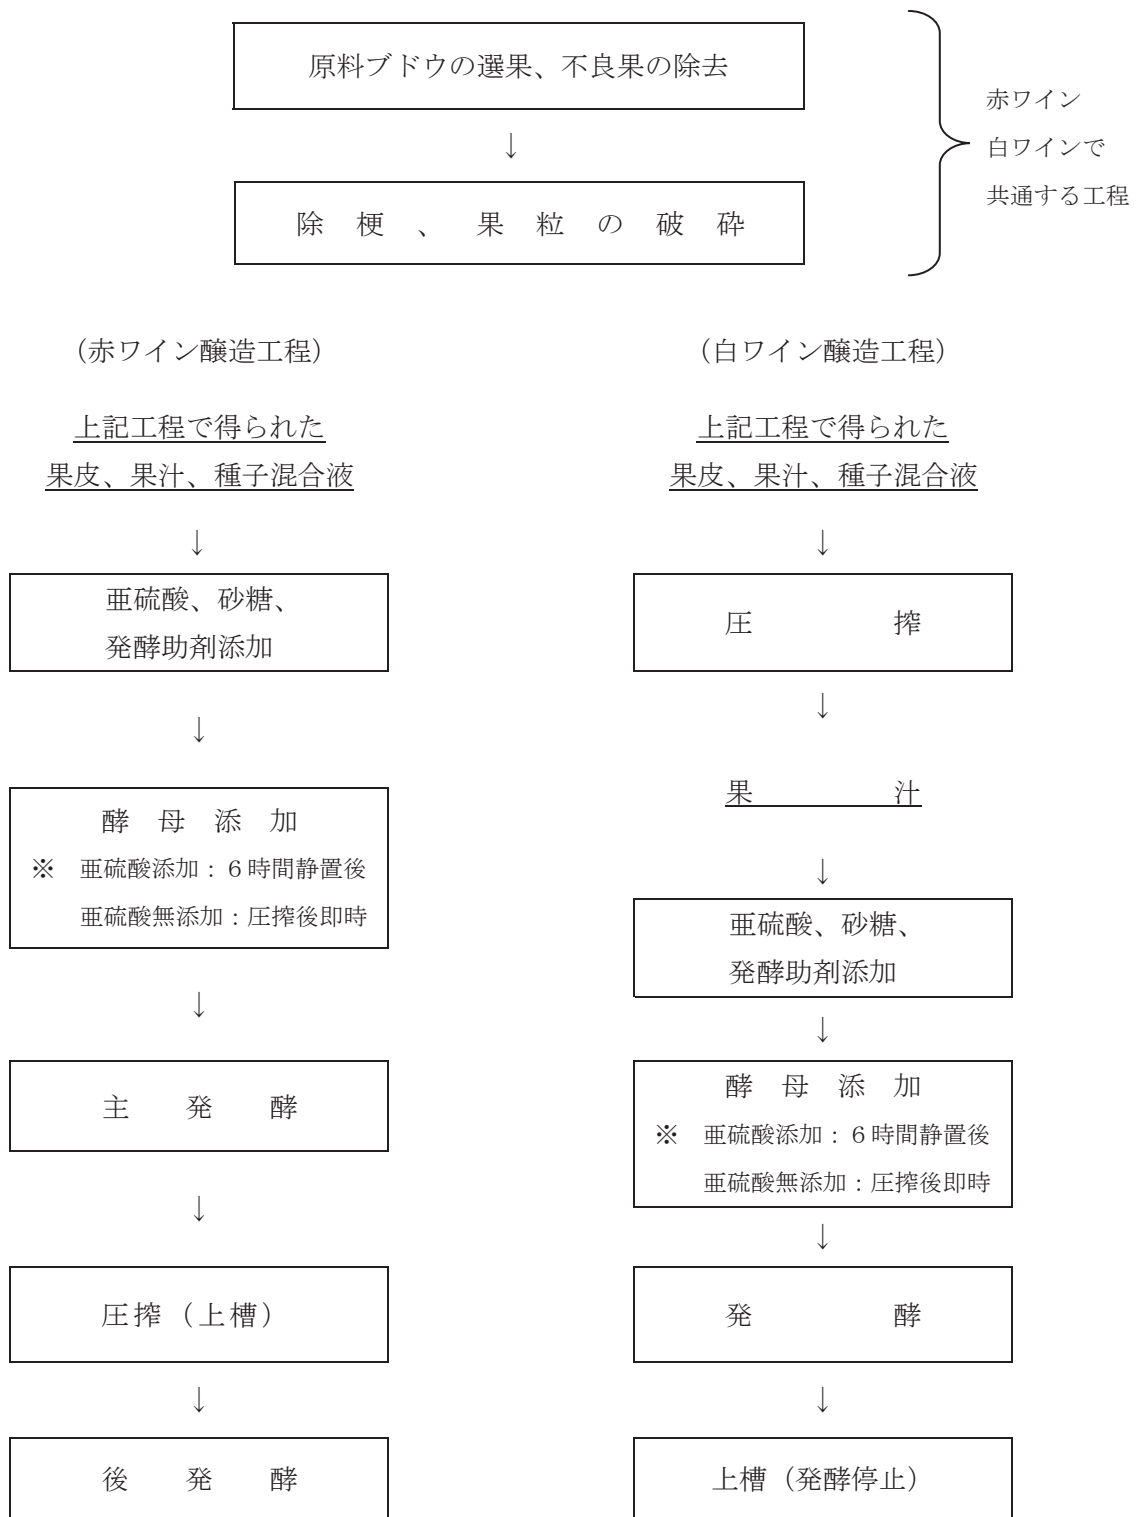 原料ブドウの選果、不良果の除去
↓
除梗、果粒の破砕
赤ワイン
白ワインで
共通する工程
（赤ワイン醸造工程）
上記工程で得られた
果皮、果汁、種子混合液
↓
亜硫酸、砂糖、
発酵助剤添加
↓
酵母添加
※　亜硫酸添加：６時間静置後
亜硫酸無添加：圧搾後即時
↓
主発酵
↓
圧搾（上槽）
↓
後発酵
（白ワイン醸造工程）
上記工程で得られた
果皮、果汁、種子混合液
↓
圧搾
↓
果汁
↓
亜硫酸、砂糖、
発酵助剤添加
↓
酵母添加
※　亜硫酸添加：６時間静置後
亜硫酸無添加：圧搾後即時
↓
発酵
↓
上槽（発酵停止）